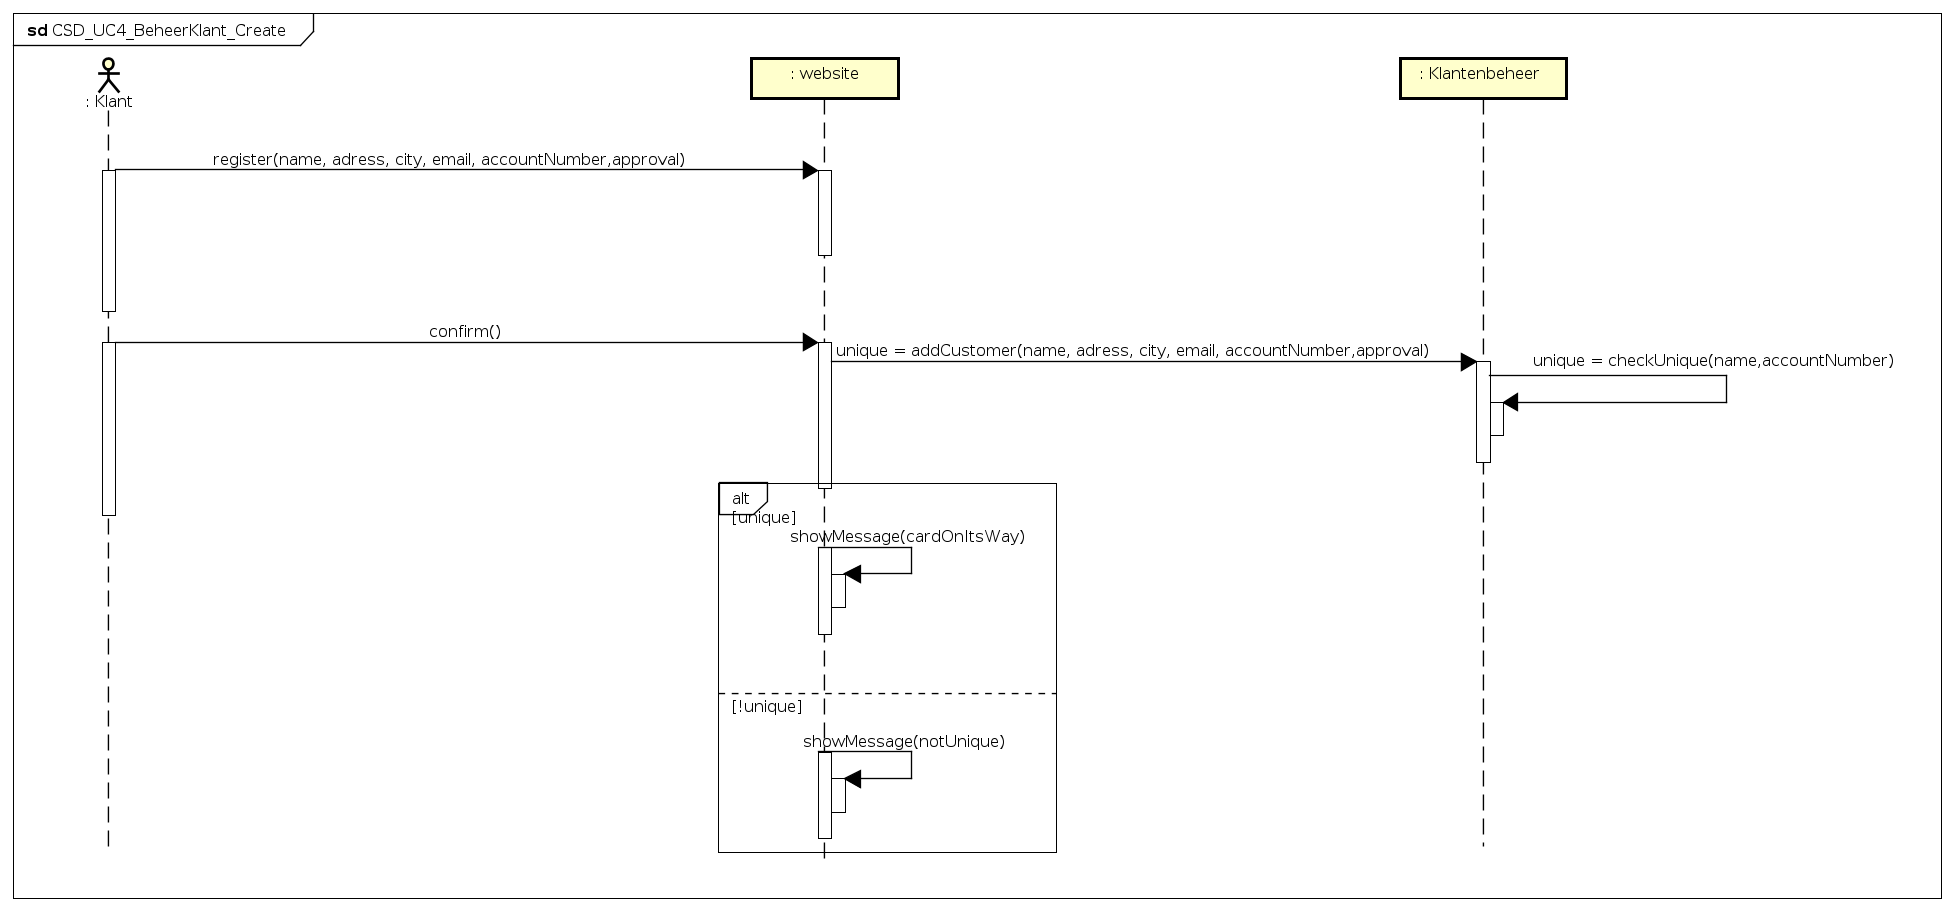 sd CSD_UC4_BeheerKlant_Create
: Klant
: website
: Klantenbeheer
register(name, adress, city, email, accountNumber,approval)
confirm()
unique = addCustomer(name, adress, city, email, accountNumber,approval)
unique = checkUnique(name,accountNumber)
alt
[unique]
showMessage(cardOnItsWay)
[!unique]
showMessage(notUnique)